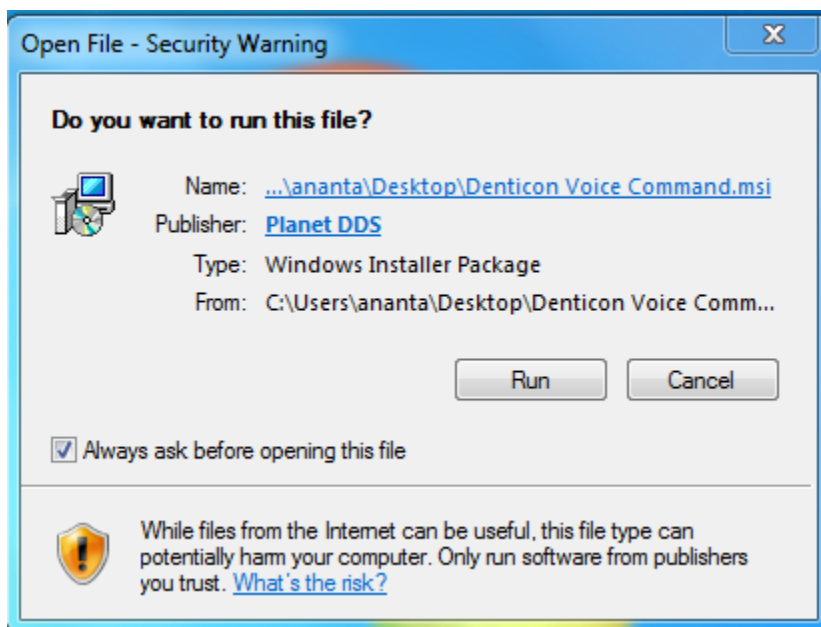 Open File - Security Warning
Do you want to run this file?
Name: ...\ananta\Desktop\Denticon Voice Command.msi
Publisher: Planet DDS
Type: Windows Installer Package
From: C:\Users\ananta\Desktop\Denticon Voice Comm...
Run Cancel
Always ask before opening this file
While files from the Internet can be useful, this file type can
potentially harm your computer. Only run software from publishers
you trust. What's the risk?